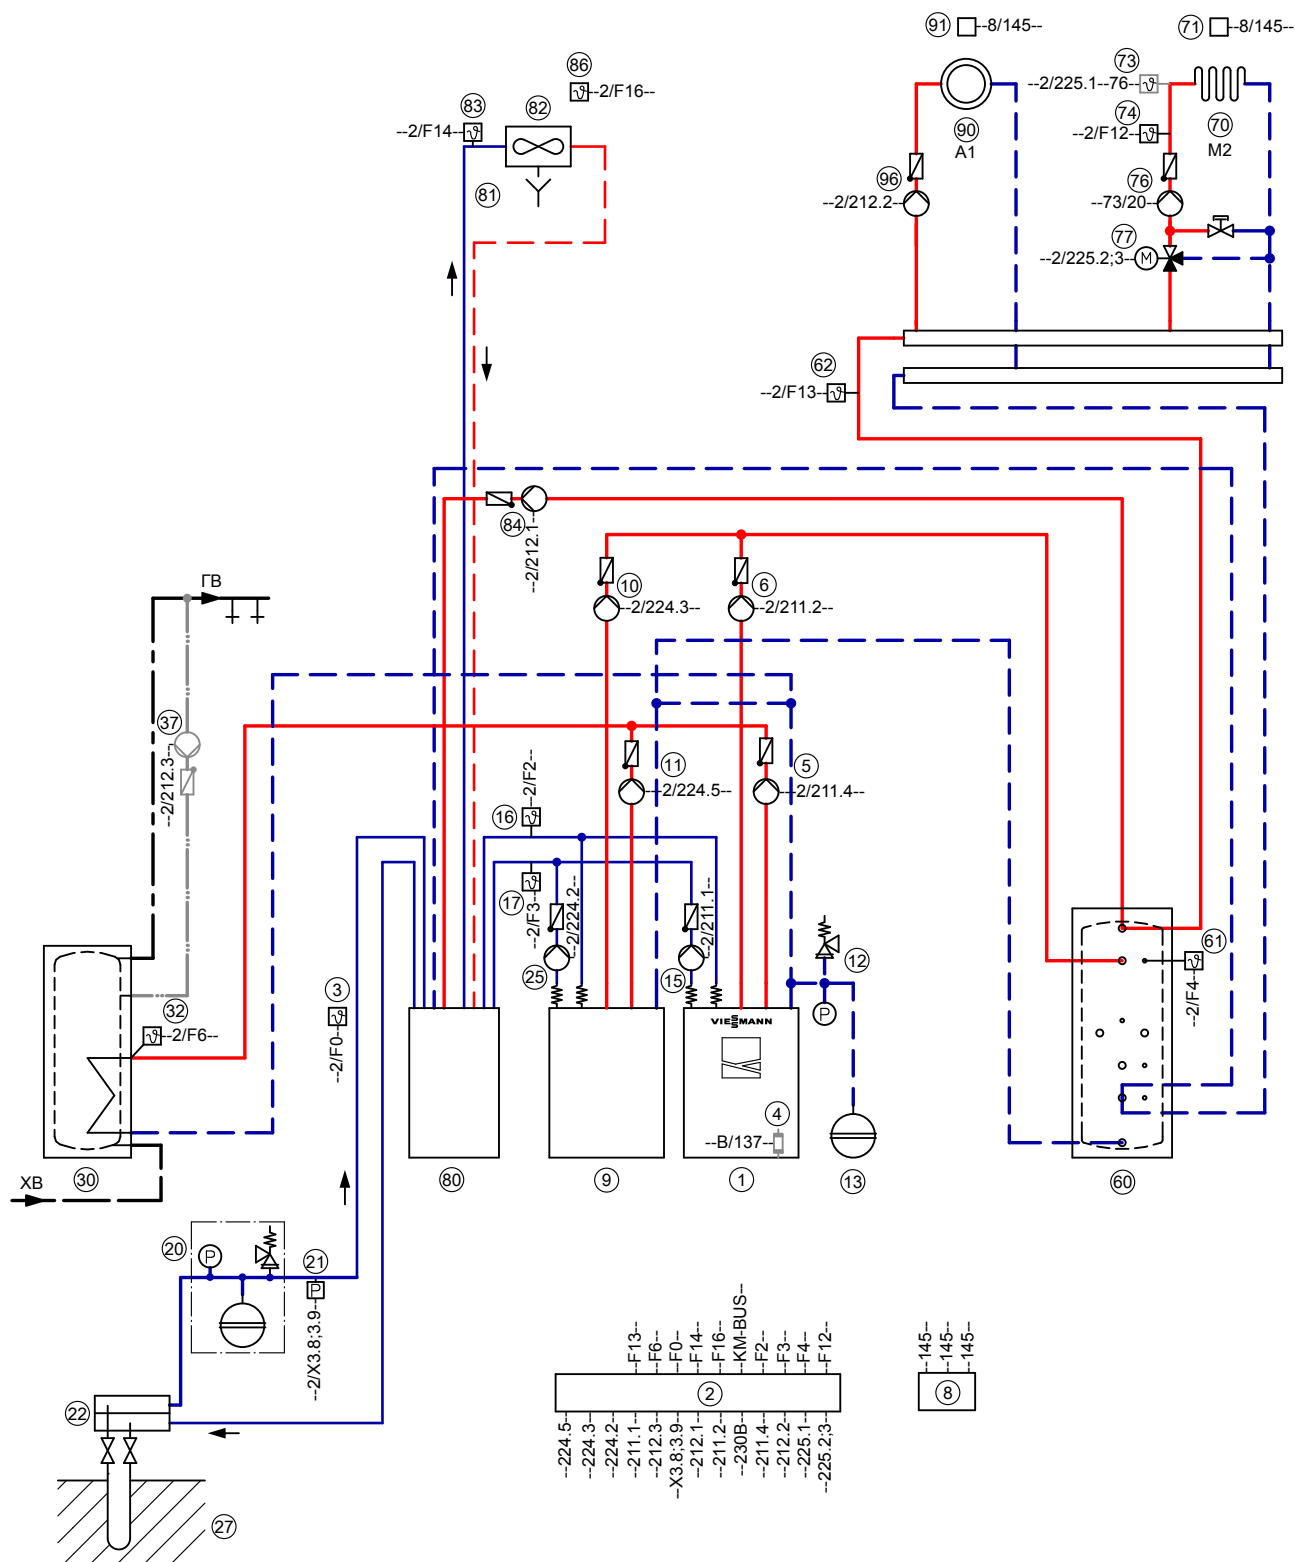 91 --8/145--
71 --8/145--
86
--2/F16--
83
--2/F14--
82
81
73
--2/225.1--76--
74
--2/F12--
90
A1
70
M2
96
--2/212.2--
76
--73/20--
77
--2/225.2;3-- M
62
--2/F13--
84
--2/212.1--
10
--2/224.3--
6
--2/211.2--
ГВ
37
--2/212.3--
11
--2/224.5--
5
--2/211.4--
16
--2/F2--
17
--2/F3--
--2/224.2--
--2/211.1--
25
15
12
P
61
--2/F4--
3
--2/F0--
32
--2/F6--
VIESMANN
4
--B/137--
ХВ
30
80
9
1
13
60
20
P
21
P
--2/X3.8;3.9--
22
27
--F13--
--F6--
--F0--
--F14--
--F16--
--KM-BUS--
--F2--
--F3--
--F4--
--F12--
2
--224.5--
--224.3--
--224.2--
--211.1--
--212.3--
--X3.8;3.9--
--212.1--
--211.2--
--230B--
--211.4--
--212.2--
--225.1--
--225.2;3--
--145--
--145--
--145--
8